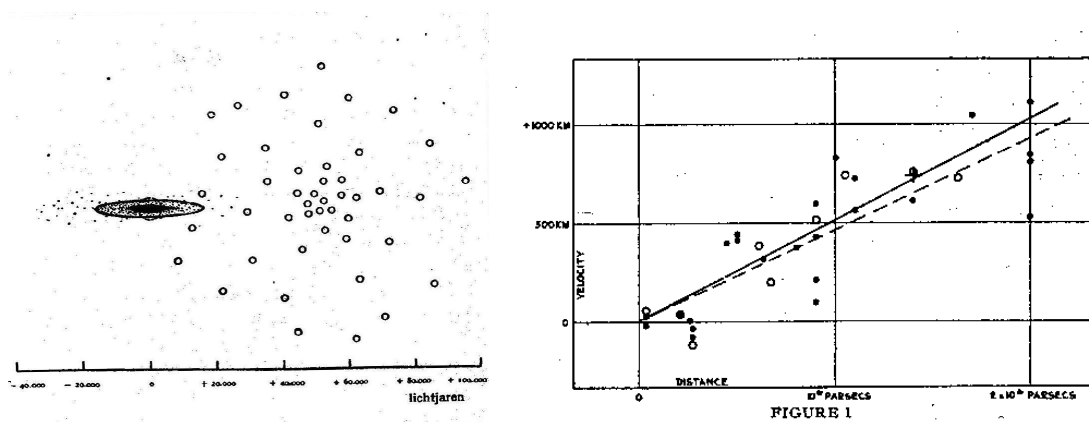 - 40.000 - 20.000 0 + 20.000 + 40.000 + 60.000 + 80.000 + 100.000
lichtjaren
+1000 KM
500 KM
0
VELOCITY
DISTANCE
0 10⁶ PARSECS 2 x 10⁶ PARSECS
FIGURE 1